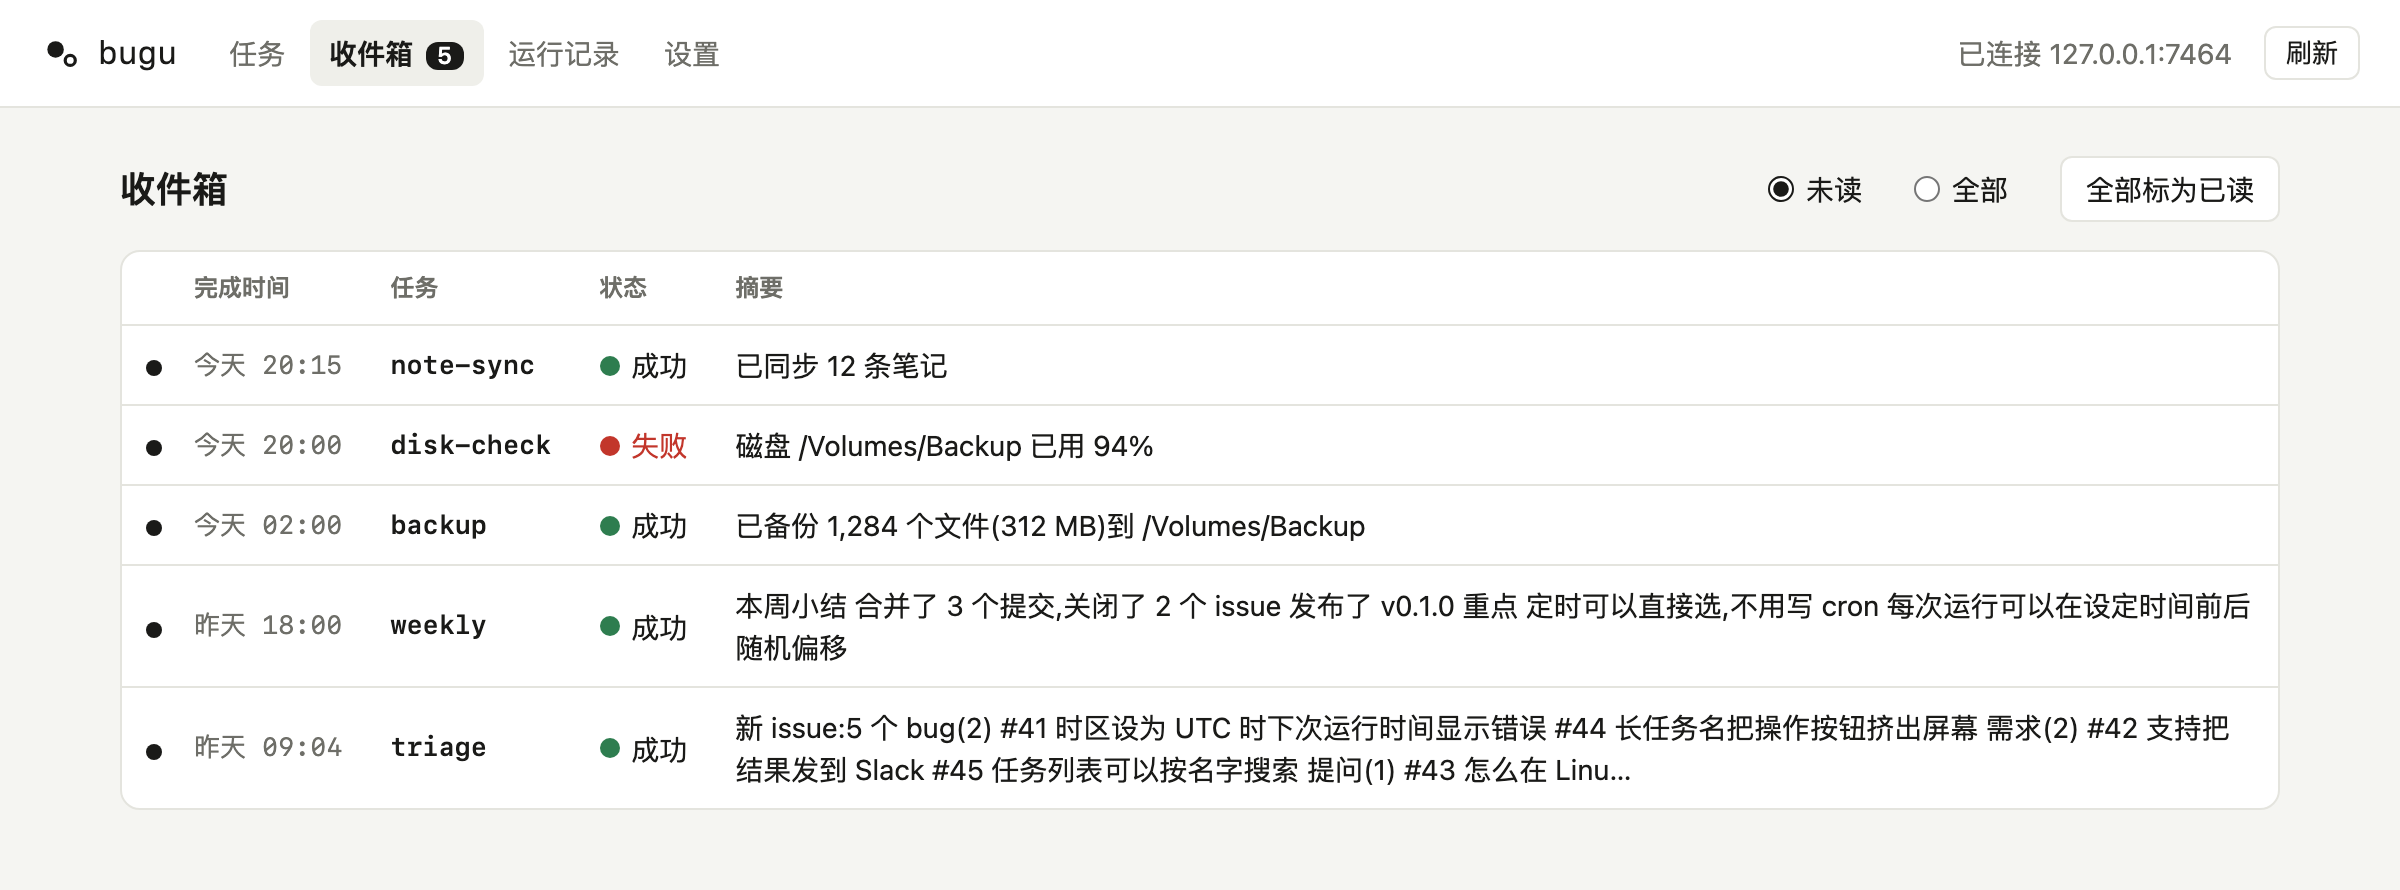 bugu 任务 收件箱 5 运行记录 设置 已连接 127.0.0.1:7464 刷新
收件箱 未读 全部 全部标为已读
完成时间 任务 状态 摘要
今天 20:15 note-sync 成功 已同步 12 条笔记
今天 20:00 disk-check 失败 磁盘 /Volumes/Backup 已用 94%
今天 02:00 backup 成功 已备份 1,284 个文件(312 MB)到 /Volumes/Backup
昨天 18:00 weekly 成功 本周小结 合并了 3 个提交,关闭了 2 个 issue 发布了 v0.1.0 重点 定时可以直接选,不用写 cron 每次运行可以在设定时间前后
随机偏移
昨天 09:04 triage 成功 新 issue:5 个 bug(2) #41 时区设为 UTC 时下次运行时间显示错误 #44 长任务名把操作按钮挤出屏幕 需求(2) #42 支持把
结果发到 Slack #45 任务列表可以按名字搜索 提问(1) #43 怎么在 Linu...